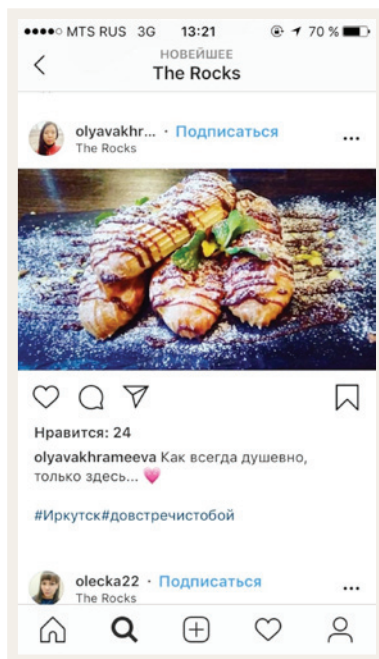 MTS RUS 3G 13:21 70 %
НОВЕЙШЕЕ
The Rocks
olyavakhr... · Подписаться
The Rocks
Нравится: 24
olyavakhrameeva Как всегда душевно,
только здесь... 💗
#Иркутск#довстречистобой
olecka22 · Подписаться
The Rocks